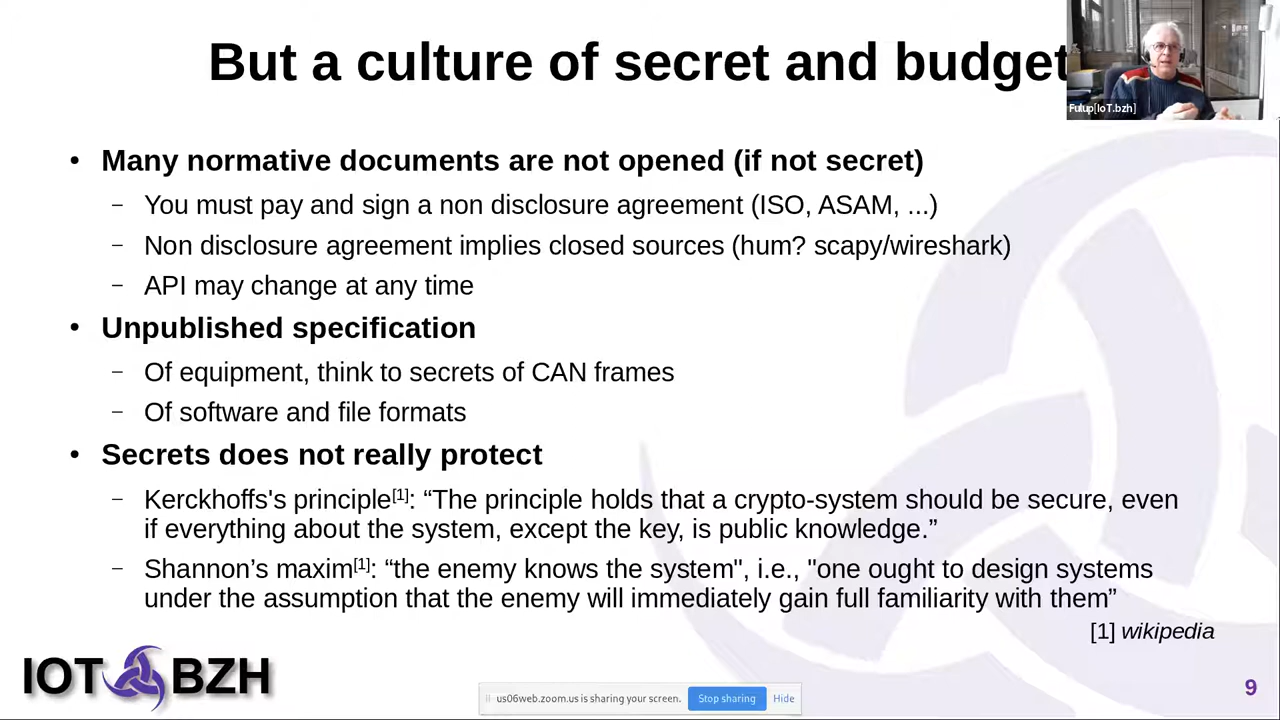 But a culture of secret and budget
Fulup[IoT.bzh]
• Many normative documents are not opened (if not secret)
– You must pay and sign a non disclosure agreement (ISO, ASAM, ...)
– Non disclosure agreement implies closed sources (hum? scapy/wireshark)
– API may change at any time
• Unpublished specification
– Of equipment, think to secrets of CAN frames
– Of software and file formats
• Secrets does not really protect
– Kerckhoffs's principle[1]: “The principle holds that a crypto-system should be secure, even
if everything about the system, except the key, is public knowledge.”
– Shannon’s maxim[1]: “the enemy knows the system", i.e., "one ought to design systems
under the assumption that the enemy will immediately gain full familiarity with them”
[1] wikipedia
IOT BZH
us06web.zoom.us is sharing your screen. Stop sharing Hide
9